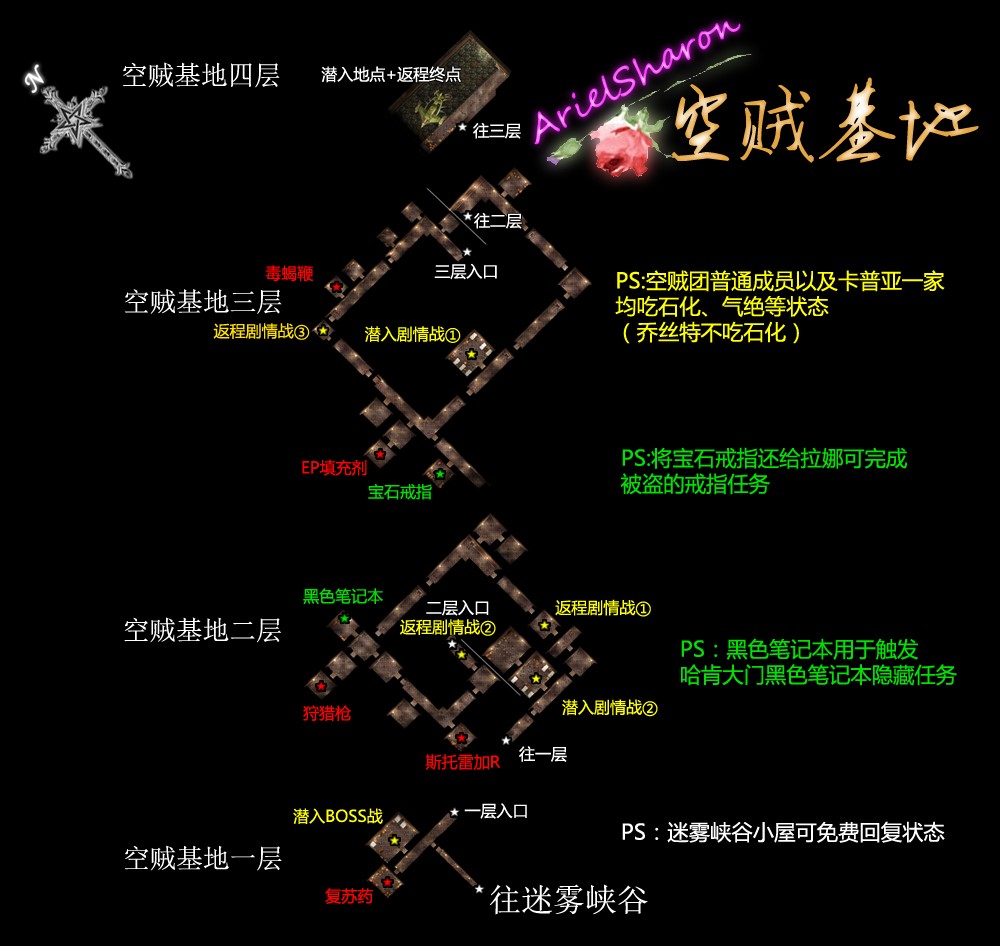 N
空贼基地四层
潜入地点+返程终点
往三层
ArielSharon
空贼基地
往二层
三层入口
毒蝎鞭
空贼基地三层
返程剧情战③
潜入剧情战①
PS:空贼团普通成员以及卡普亚一家
均吃石化、气绝等状态
（乔丝特不吃石化）
EP填充剂
宝石戒指
PS:将宝石戒指还给拉娜可完成
被盗的戒指任务
黑色笔记本
二层入口
返程剧情战②
返程剧情战①
空贼基地二层
PS：黑色笔记本用于触发
哈肯大门黑色笔记本隐藏任务
狩猎枪
潜入剧情战②
斯托雷加R
往一层
潜入BOSS战
一层入口
空贼基地一层
PS：迷雾峡谷小屋可免费回复状态
复苏药
往迷雾峡谷